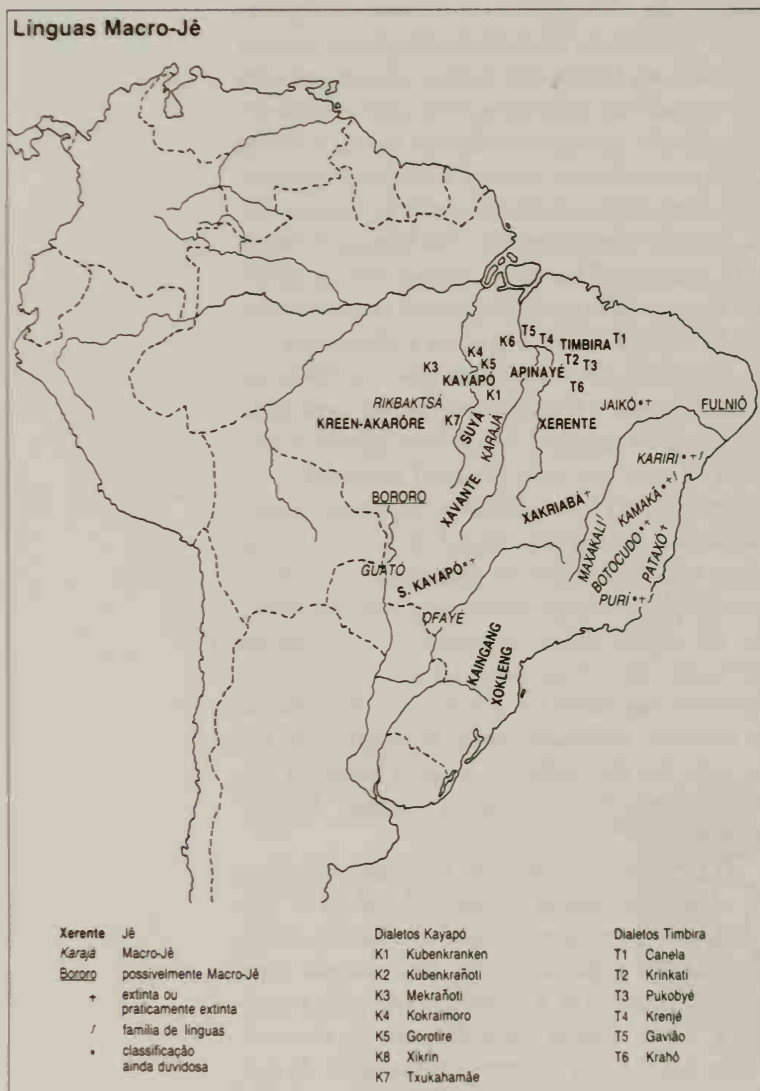 Línguas Macro-Jê
T5
T4
TIMBIRA
T1
K6
K4
K5
T2
T3
K3
KAYAPÓ
APINAYÉ
T6
K1
RIKBAKTSÁ
JAIKÓ•+
FULNIÓ
KREEN-AKARÔRE
K7
SUYÁ
KARAJÁ
XERENTE
KARIRI•+ʃ
BORORO
XAVANTE
XAKRIABÁ+
KAMAKÃ•+ʃ
MAXAKALIʃ
BOTOCUDO•+
PATAXÓ+
GUATÓ
S. KAYAPÓ•+
PURÍ•+ʃ
OFAYÉ
KAINGANG
XOKLENG
Xerente Jê
Karajá Macro-Jê
Bororo possivelmente Macro-Jê
+ extinta ou
praticamente extinta
ʃ família de línguas
• classificação
ainda duvidosa
Dialetos Kayapó
K1 Kubenkranken
K2 Kubenkrañoti
K3 Mekrañoti
K4 Kokraimoro
K5 Gorotire
K8 Xikrin
K7 Txukahamãe
Dialetos Timbira
T1 Canela
T2 Krinkati
T3 Pukobyé
T4 Krenjé
T5 Gavião
T6 Krahô